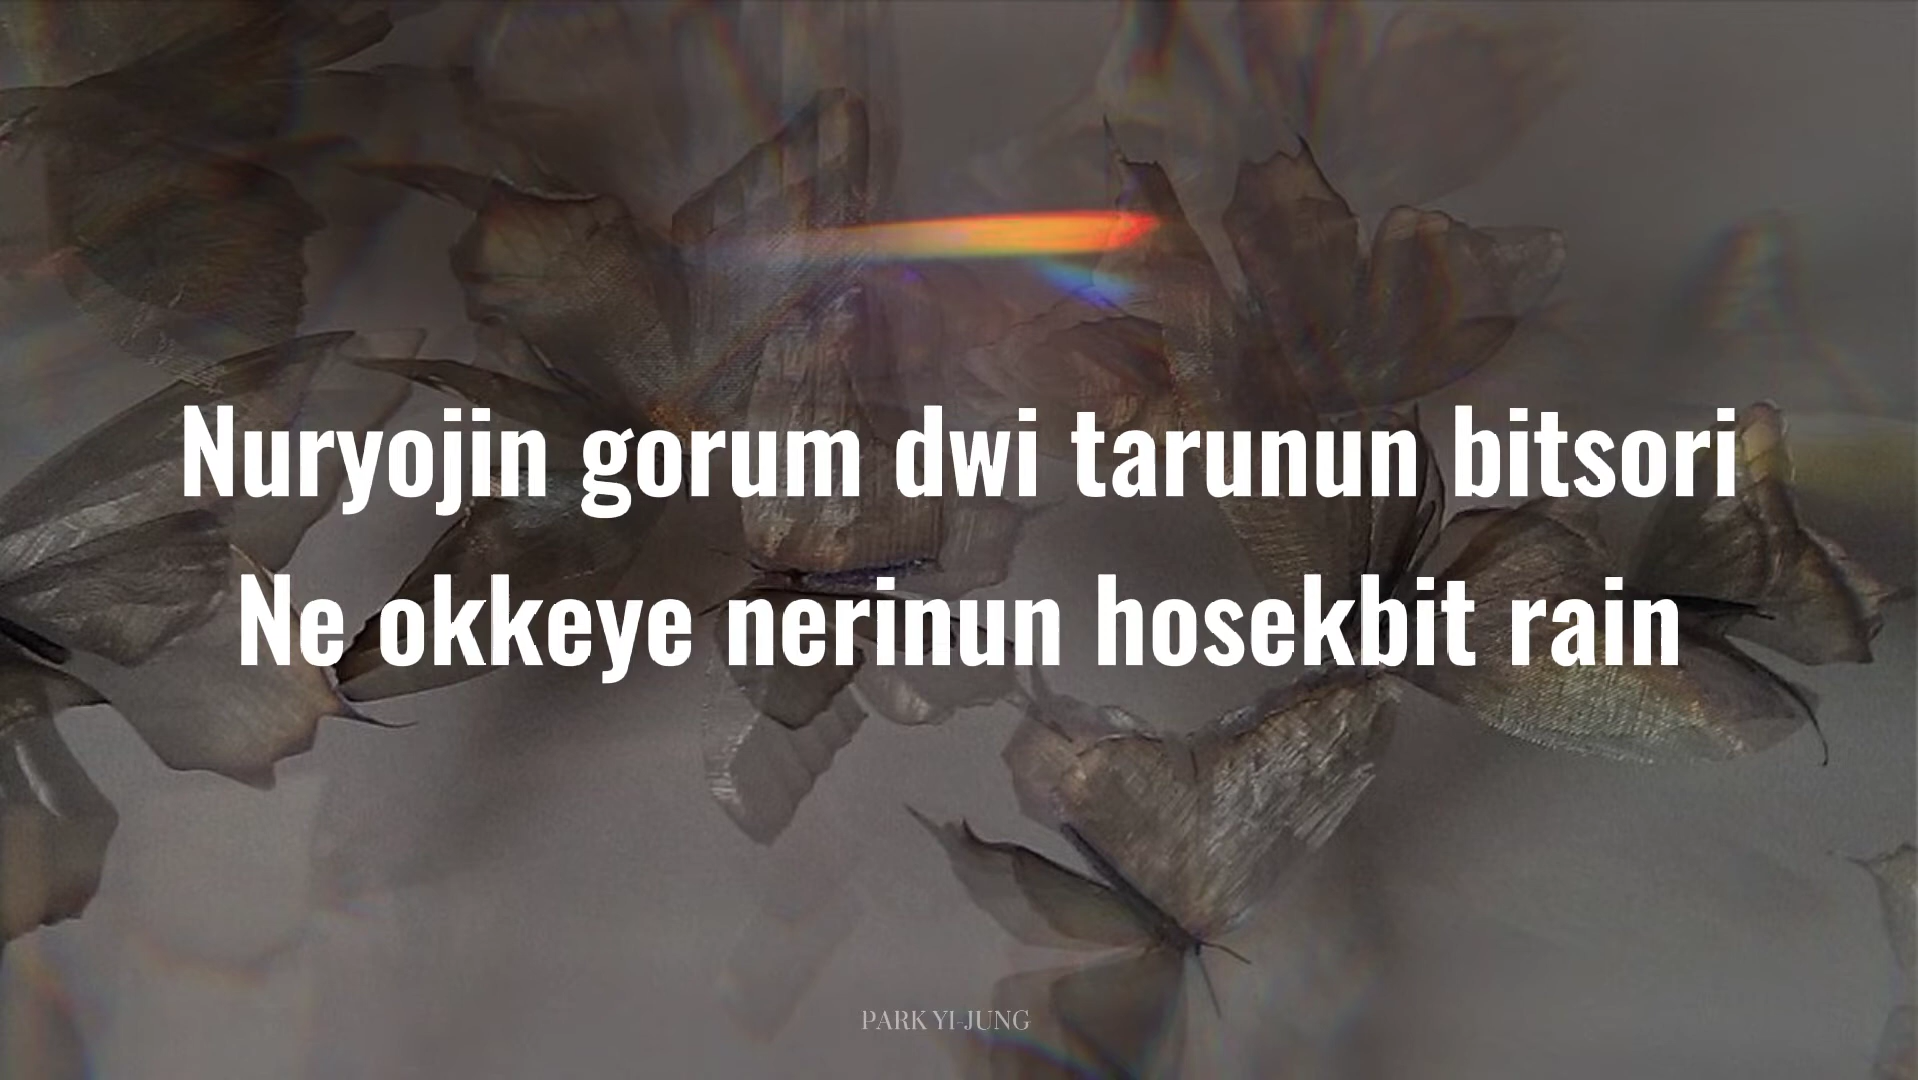 Nuryojin gorum dwi tarunun bitsori
Ne okkeye nerinun hosekbit rain
PARK YI-JUNG